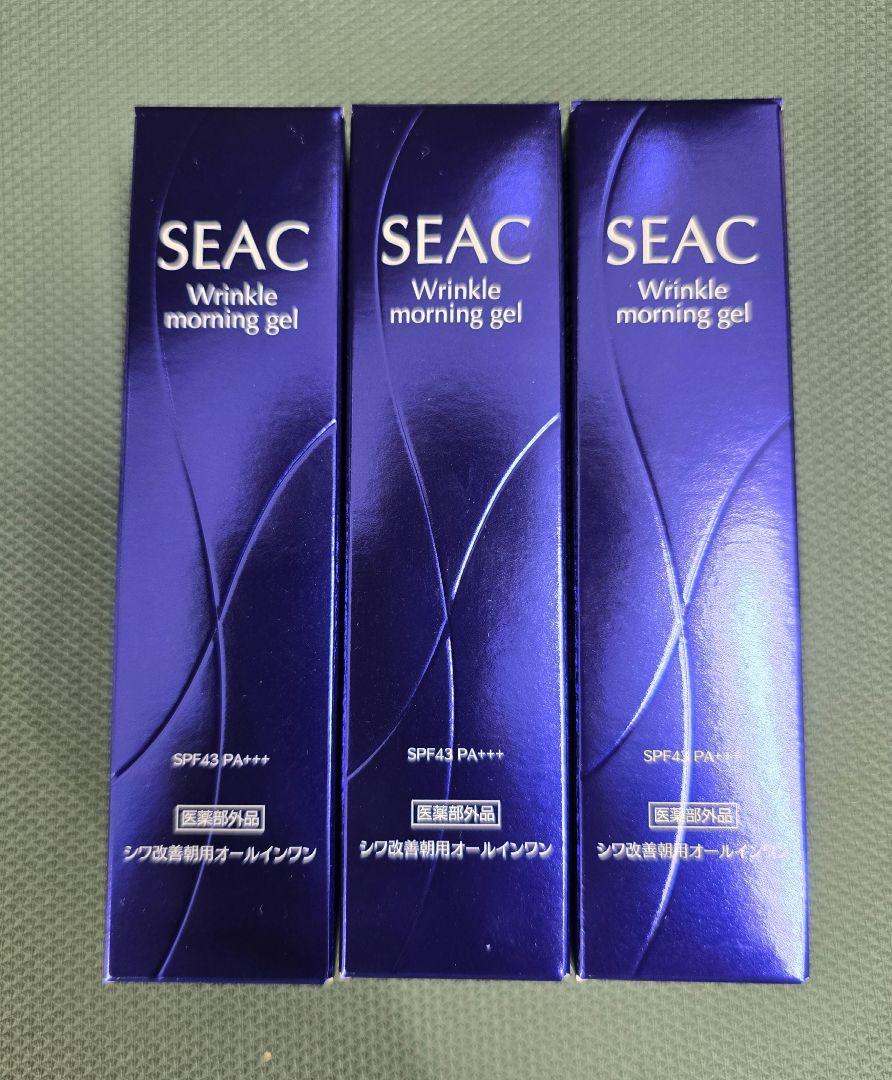 SEAC
Wrinkle
morning gel
SPF43 PA+++
医薬部外品
シワ改善朝用オールインワン
SEAC
Wrinkle
morning gel
SPF43 PA+++
医薬部外品
シワ改善朝用オールインワン
SEAC
Wrinkle
morning gel
SPF43 PA+++
医薬部外品
シワ改善朝用オールインワン